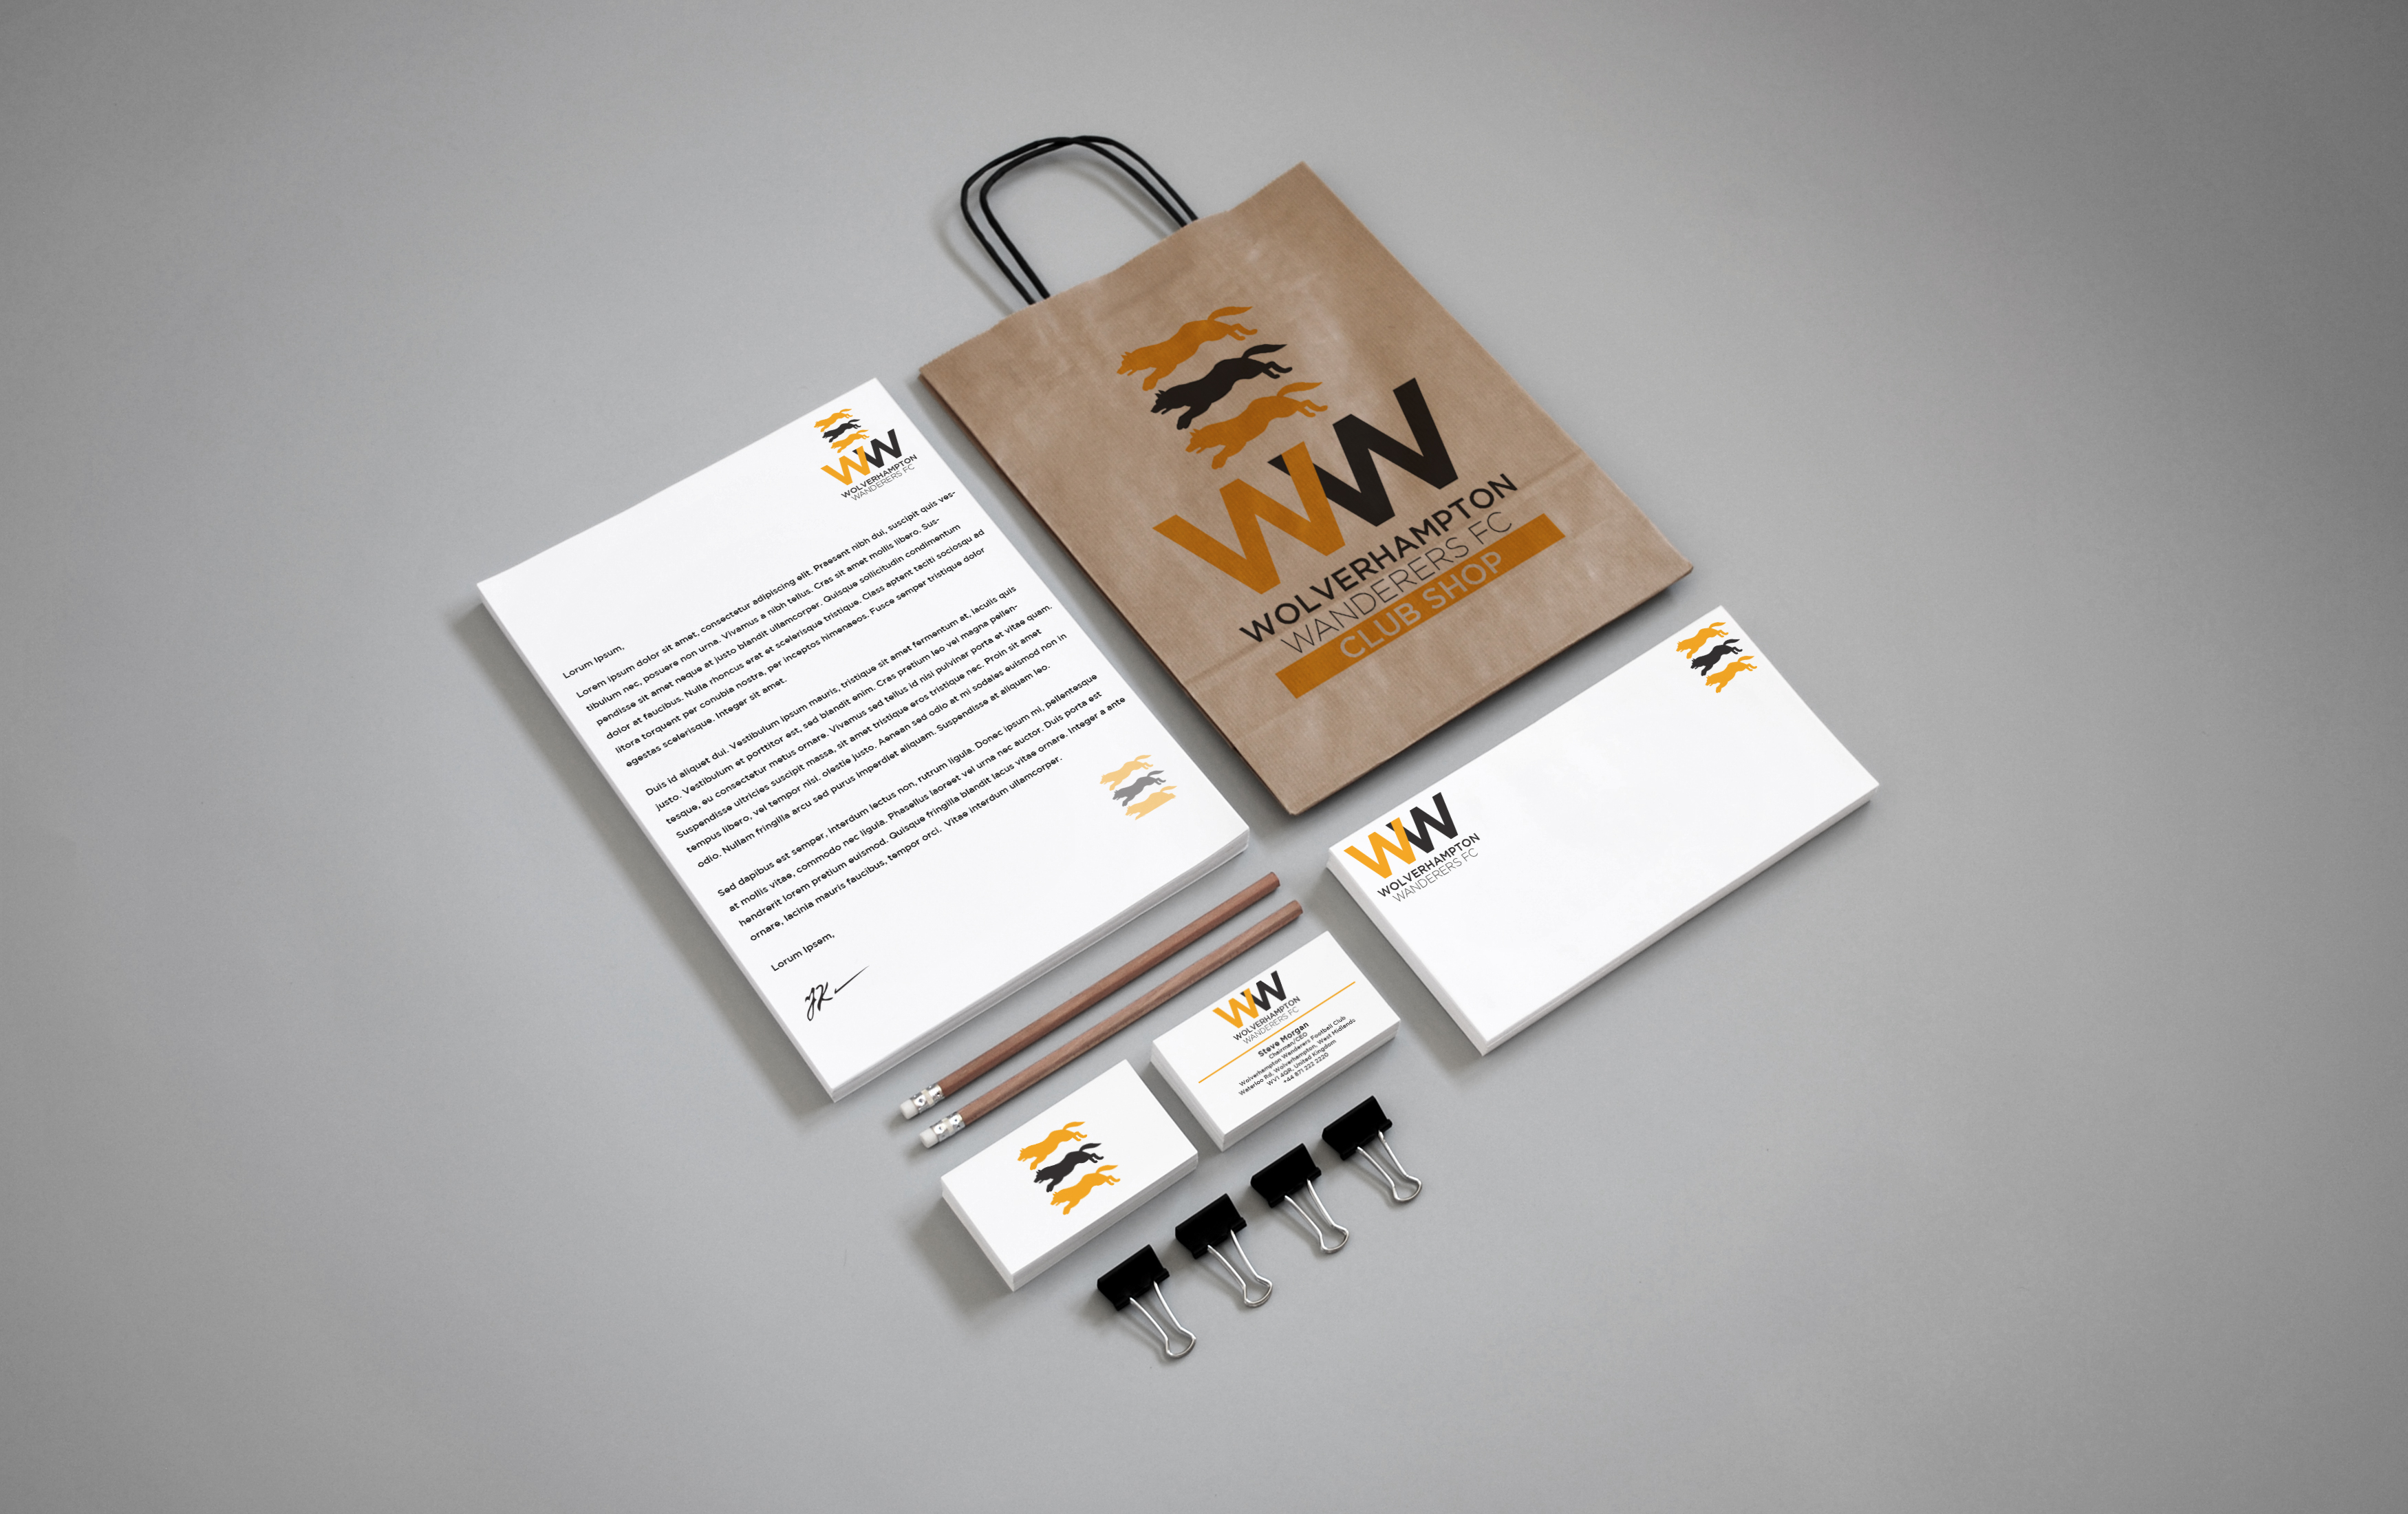 WW
WOLVERHAMPTON
WANDERERS FC
Lorum Ipsum,
Lorem ipsum dolor sit amet, consectetur adipiscing elit. Praesent nibh dui, suscipit quis ves-
tibulum nec, posuere non urna. Vivamus a nibh tellus. Cras sit amet mollis libero. Sus-
pendisse sit amet neque at justo blandit ullamcorper. Quisque sollicitudin condimentum
dolor at faucibus. Nulla rhoncus erat et scelerisque tristique. Class aptent taciti sociosqu ad
litora torquent per conubia nostra, per inceptos himenaeos. Fusce semper tristique dolor
egestas scelerisque. Integer sit amet.
Duis id aliquet dui. Vestibulum ipsum mauris, tristique sit amet fermentum at, iaculis quis
justo. Vestibulum et porttitor est, sed blandit enim. Cras pretium leo vel magna pellen-
tesque, eu consectetur metus ornare. Vivamus sed tellus id nisl pulvinar porta et vitae quam.
Suspendisse ultricies suscipit massa, sit amet tristique eros tristique nec. Proin sit amet
tempus libero, vel tempor nisi. olestie justo. Aenean sed odio at mi sodales euismod non in
odio. Nullam fringilla arcu sed purus imperdiet aliquam. Suspendisse at aliquam leo.
Sed dapibus est semper, interdum lectus non, rutrum ligula. Donec ipsum mi, pellentesque
at mollis vitae, commodo nec ligula. Phasellus laoreet vel urna nec auctor. Duis porta est
hendrerit lorem pretium euismod. Quisque fringilla blandit lacus vitae ornare. Integer a ante
ornare, lacinia mauris faucibus, tempor orci. Vitae interdum ullamcorper.
Lorum Ipsem,
WW
WOLVERHAMPTON
WANDERERS FC
CLUB SHOP
WW
WOLVERHAMPTON
WANDERERS FC
WW
WOLVERHAMPTON
WANDERERS FC
Steve Morgan
Chairman/CEO
Wolverhampton Wanderers Football Club
Waterloo Rd, Wolverhampton, West Midlands
WV1 4QR, United Kingdom
+44 871 222 2220